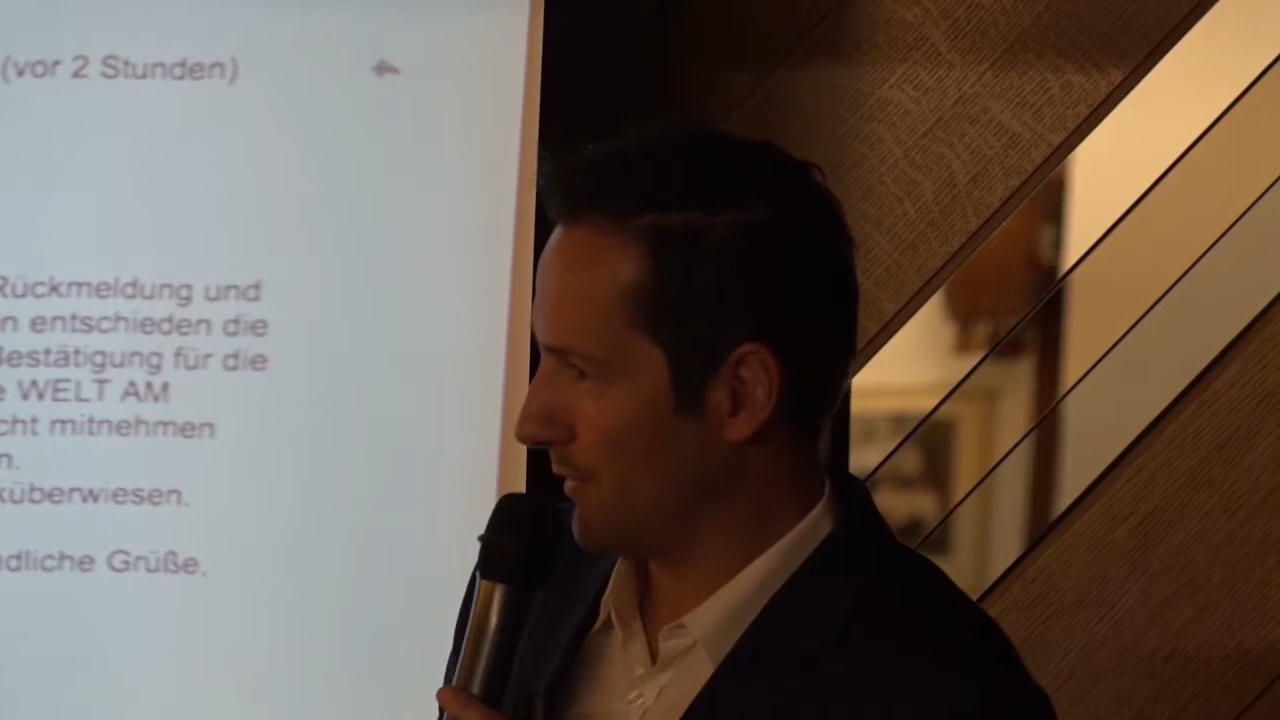 (vor 2 Stunden)
Rückmeldung und
n entschieden die
Bestätigung für die
e WELT AM
cht mitnehmen
n.
küberwiesen.
ndliche Grüße,